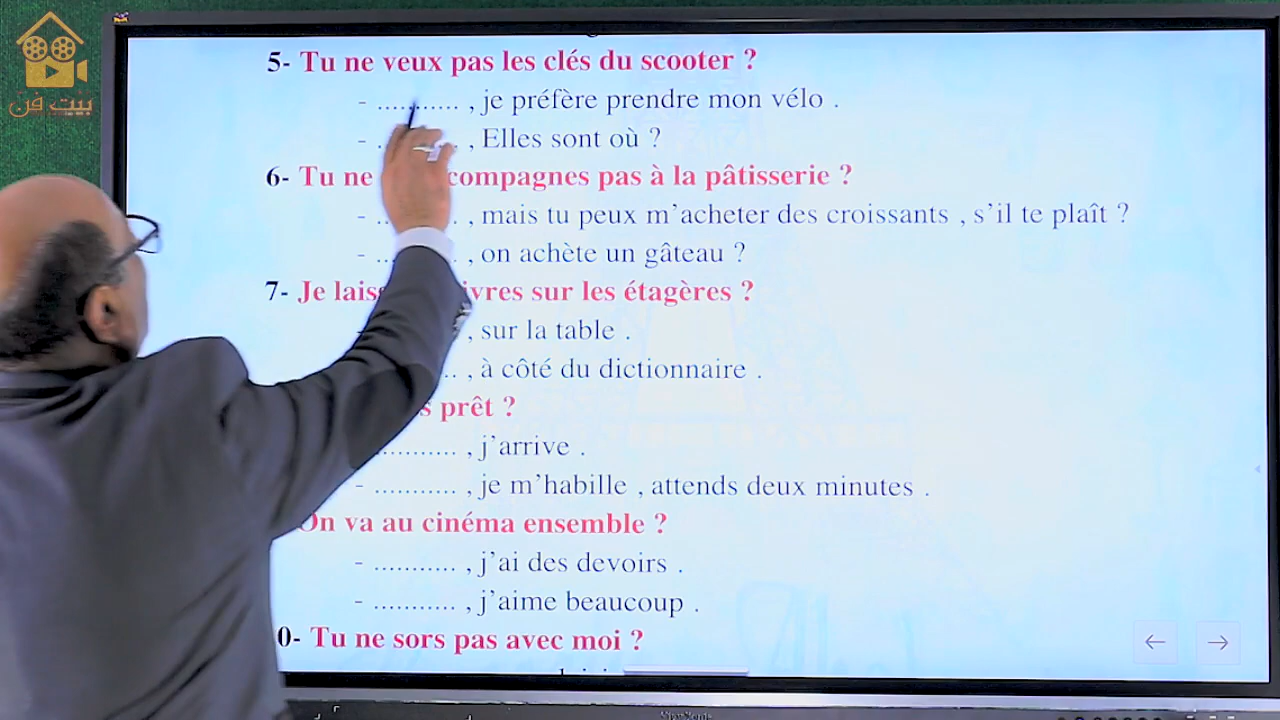 بيت فن
5- Tu ne veux pas les clés du scooter ?
- ........... , je préfère prendre mon vélo .
- ........... , Elles sont où ?
6- Tu ne pas à la pâtisserie ?
- ........... , mais tu peux m’acheter des croissants , s’il te plaît ?
- ........... , on achète un gâteau ?
7- Je sur les étagères ?
, sur la table .
.. , à côté du dictionnaire .
prêt ?
........... , j’arrive .
- ........... , je m’habille , attends deux minutes .
On va au cinéma ensemble ?
- ........... , j’ai des devoirs .
- ........... , j’aime beaucoup .
0- Tu ne sors pas avec moi ?